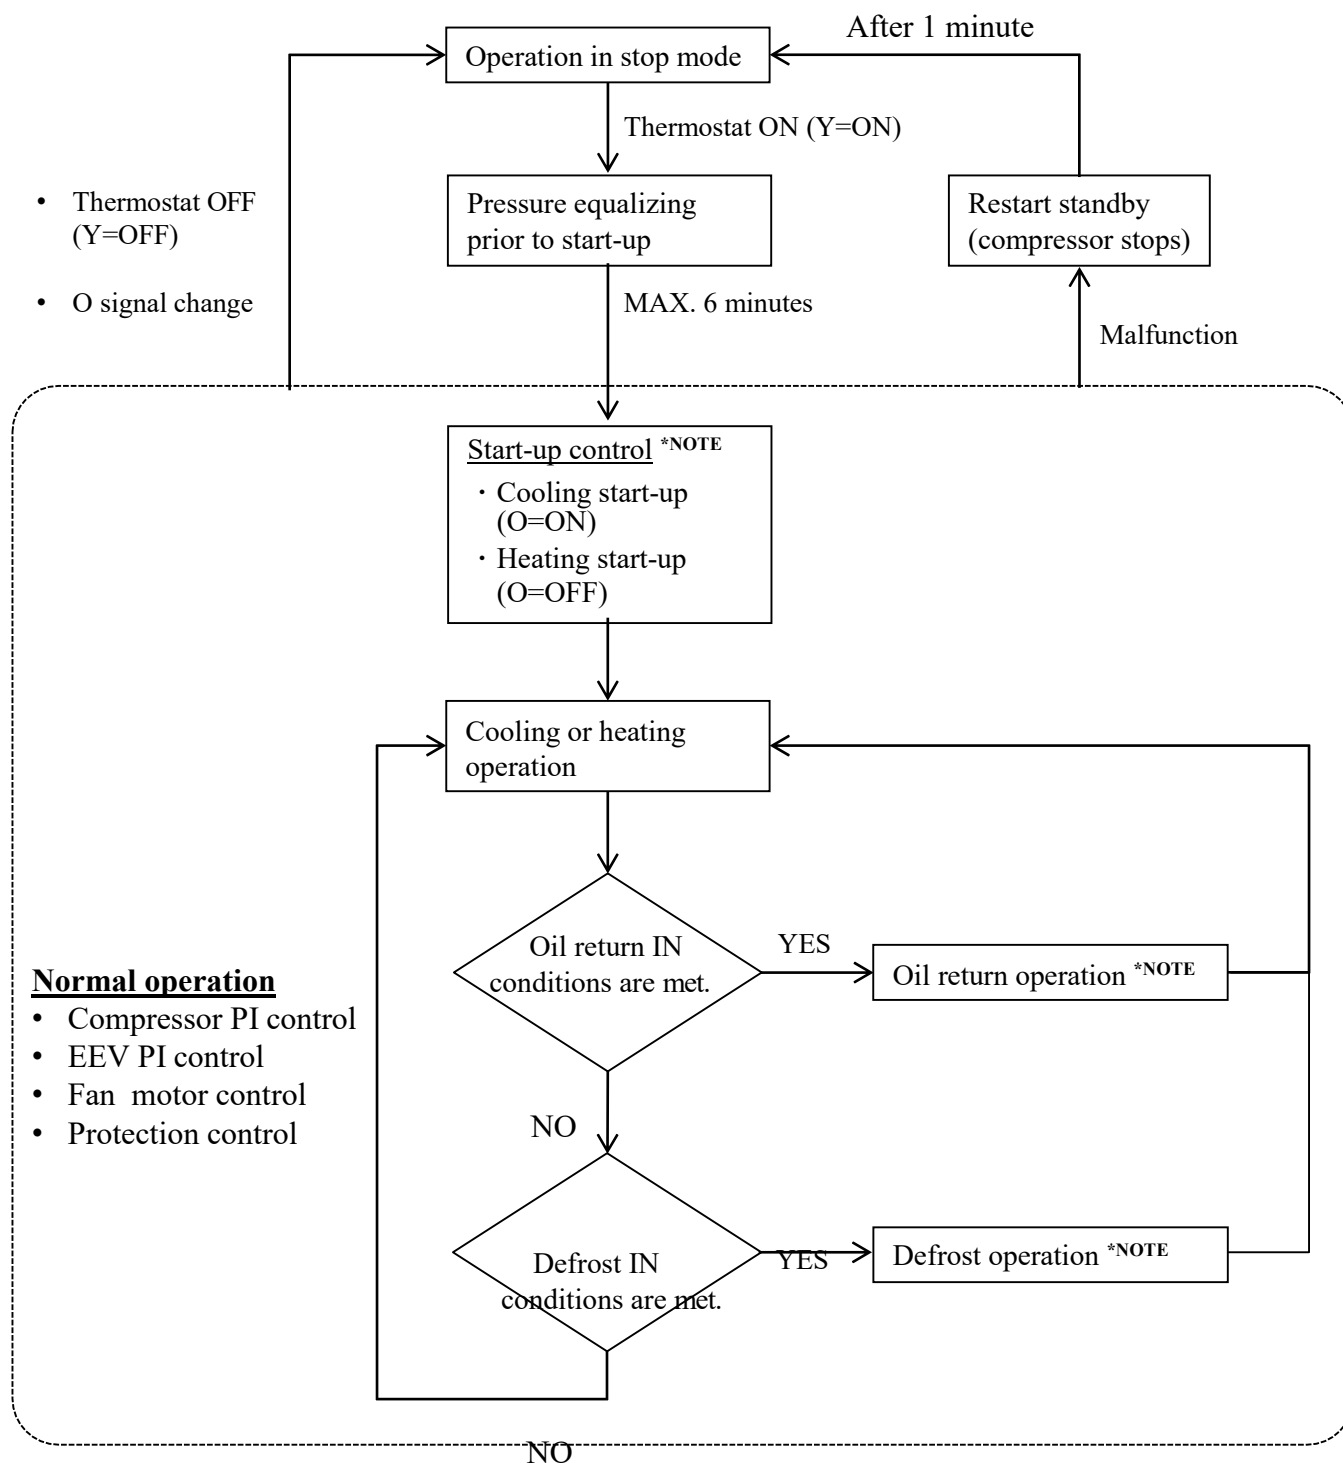 After 1 minute
Operation in stop mode
Thermostat ON (Y=ON)
• Thermostat OFF
(Y=OFF)
• O signal change
Pressure equalizing
prior to start-up
Restart standby
(compressor stops)
MAX. 6 minutes
Malfunction
Start-up control *NOTE
・Cooling start-up
(O=ON)
・Heating start-up
(O=OFF)
Cooling or heating
operation
Oil return IN
conditions are met.
YES
Oil return operation *NOTE
Normal operation
• Compressor PI control
• EEV PI control
• Fan  motor control
• Protection control
NO
Defrost IN
conditions are met.
YES
Defrost operation *NOTE
NO